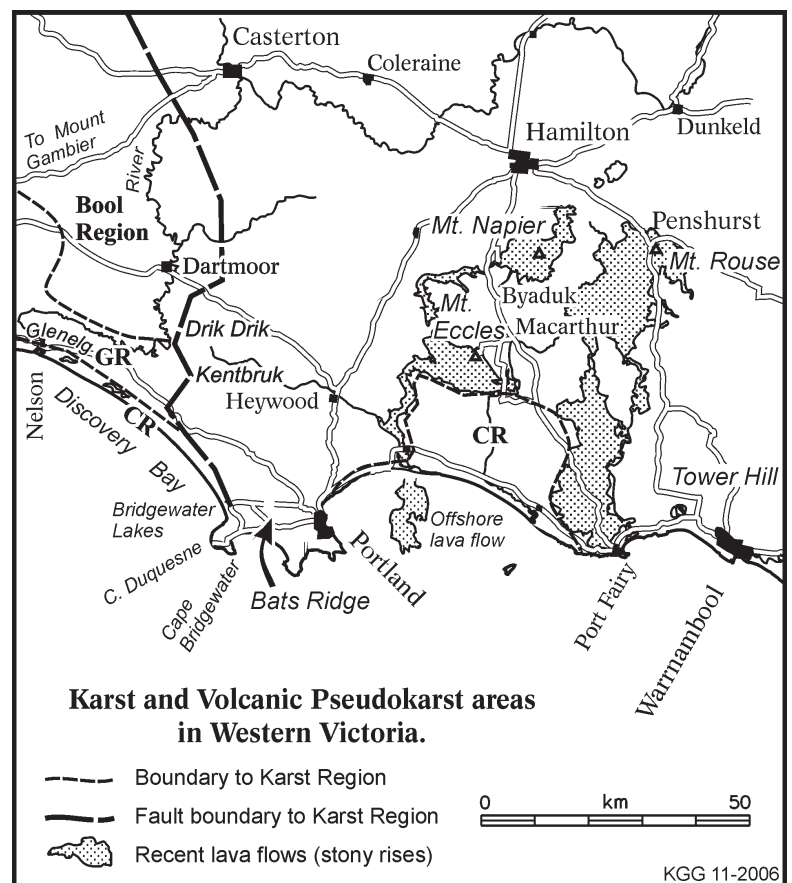 Casterton
Coleraine
To Mount
Gambier
Hamilton
Dunkeld
River
Bool
Region
Mt. Napier
Penshurst
Mt. Rouse
Dartmoor
Byaduk
Mt.
Eccles
Macarthur
Drik Drik
Glenelg
GR
Kentbruk
Heywood
Nelson
CR
CR
Discovery Bay
Tower Hill
Bridgewater
Lakes
Offshore
lava flow
C. Duquesne
Cape
Bridgewater
Portland
Bats Ridge
Port Fairy
Warrnambool
Karst and Volcanic Pseudokarst areas
in Western Victoria.
Boundary to Karst Region
Fault boundary to Karst Region
Recent lava flows (stony rises)
0 km 50
KGG 11-2006